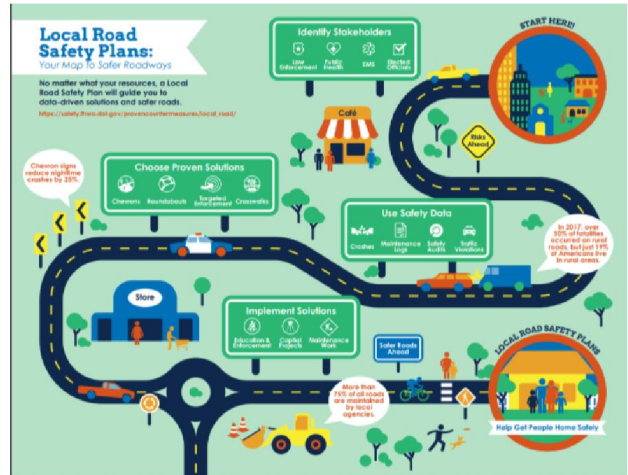 Local Road
Safety Plans:
Your Map to Safer Roadways
No matter what your resources, a Local
Road Safety Plan will guide you to
data-driven solutions and safer roads.
https://safety.fhwa.dot.gov/provencountermeasures/local_road/
Identify Stakeholders
Law
Enforcement
Public
Health
EMS
Elected
Officials
START HERE!
Café
Risks
Ahead
Chevron signs
reduce nighttime
crashes by 25%.
Choose Proven Solutions
Chevrons
Roundabouts
Targeted
Enforcement
Crosswalks
Use Safety Data
Crashes
Maintenance
Logs
Safety
Audits
Traffic
Violations
In 2017, over
50% of fatalities
occurred on rural
roads, but just 19%
of Americans live
in rural areas.
Store
Implement Solutions
Education &
Enforcement
Capital
Projects
Maintenance
Work
Safer Roads
Ahead
LOCAL ROAD SAFETY PLANS
More than
75% of all roads
are maintained
by local
agencies.
Help Get People Home Safely